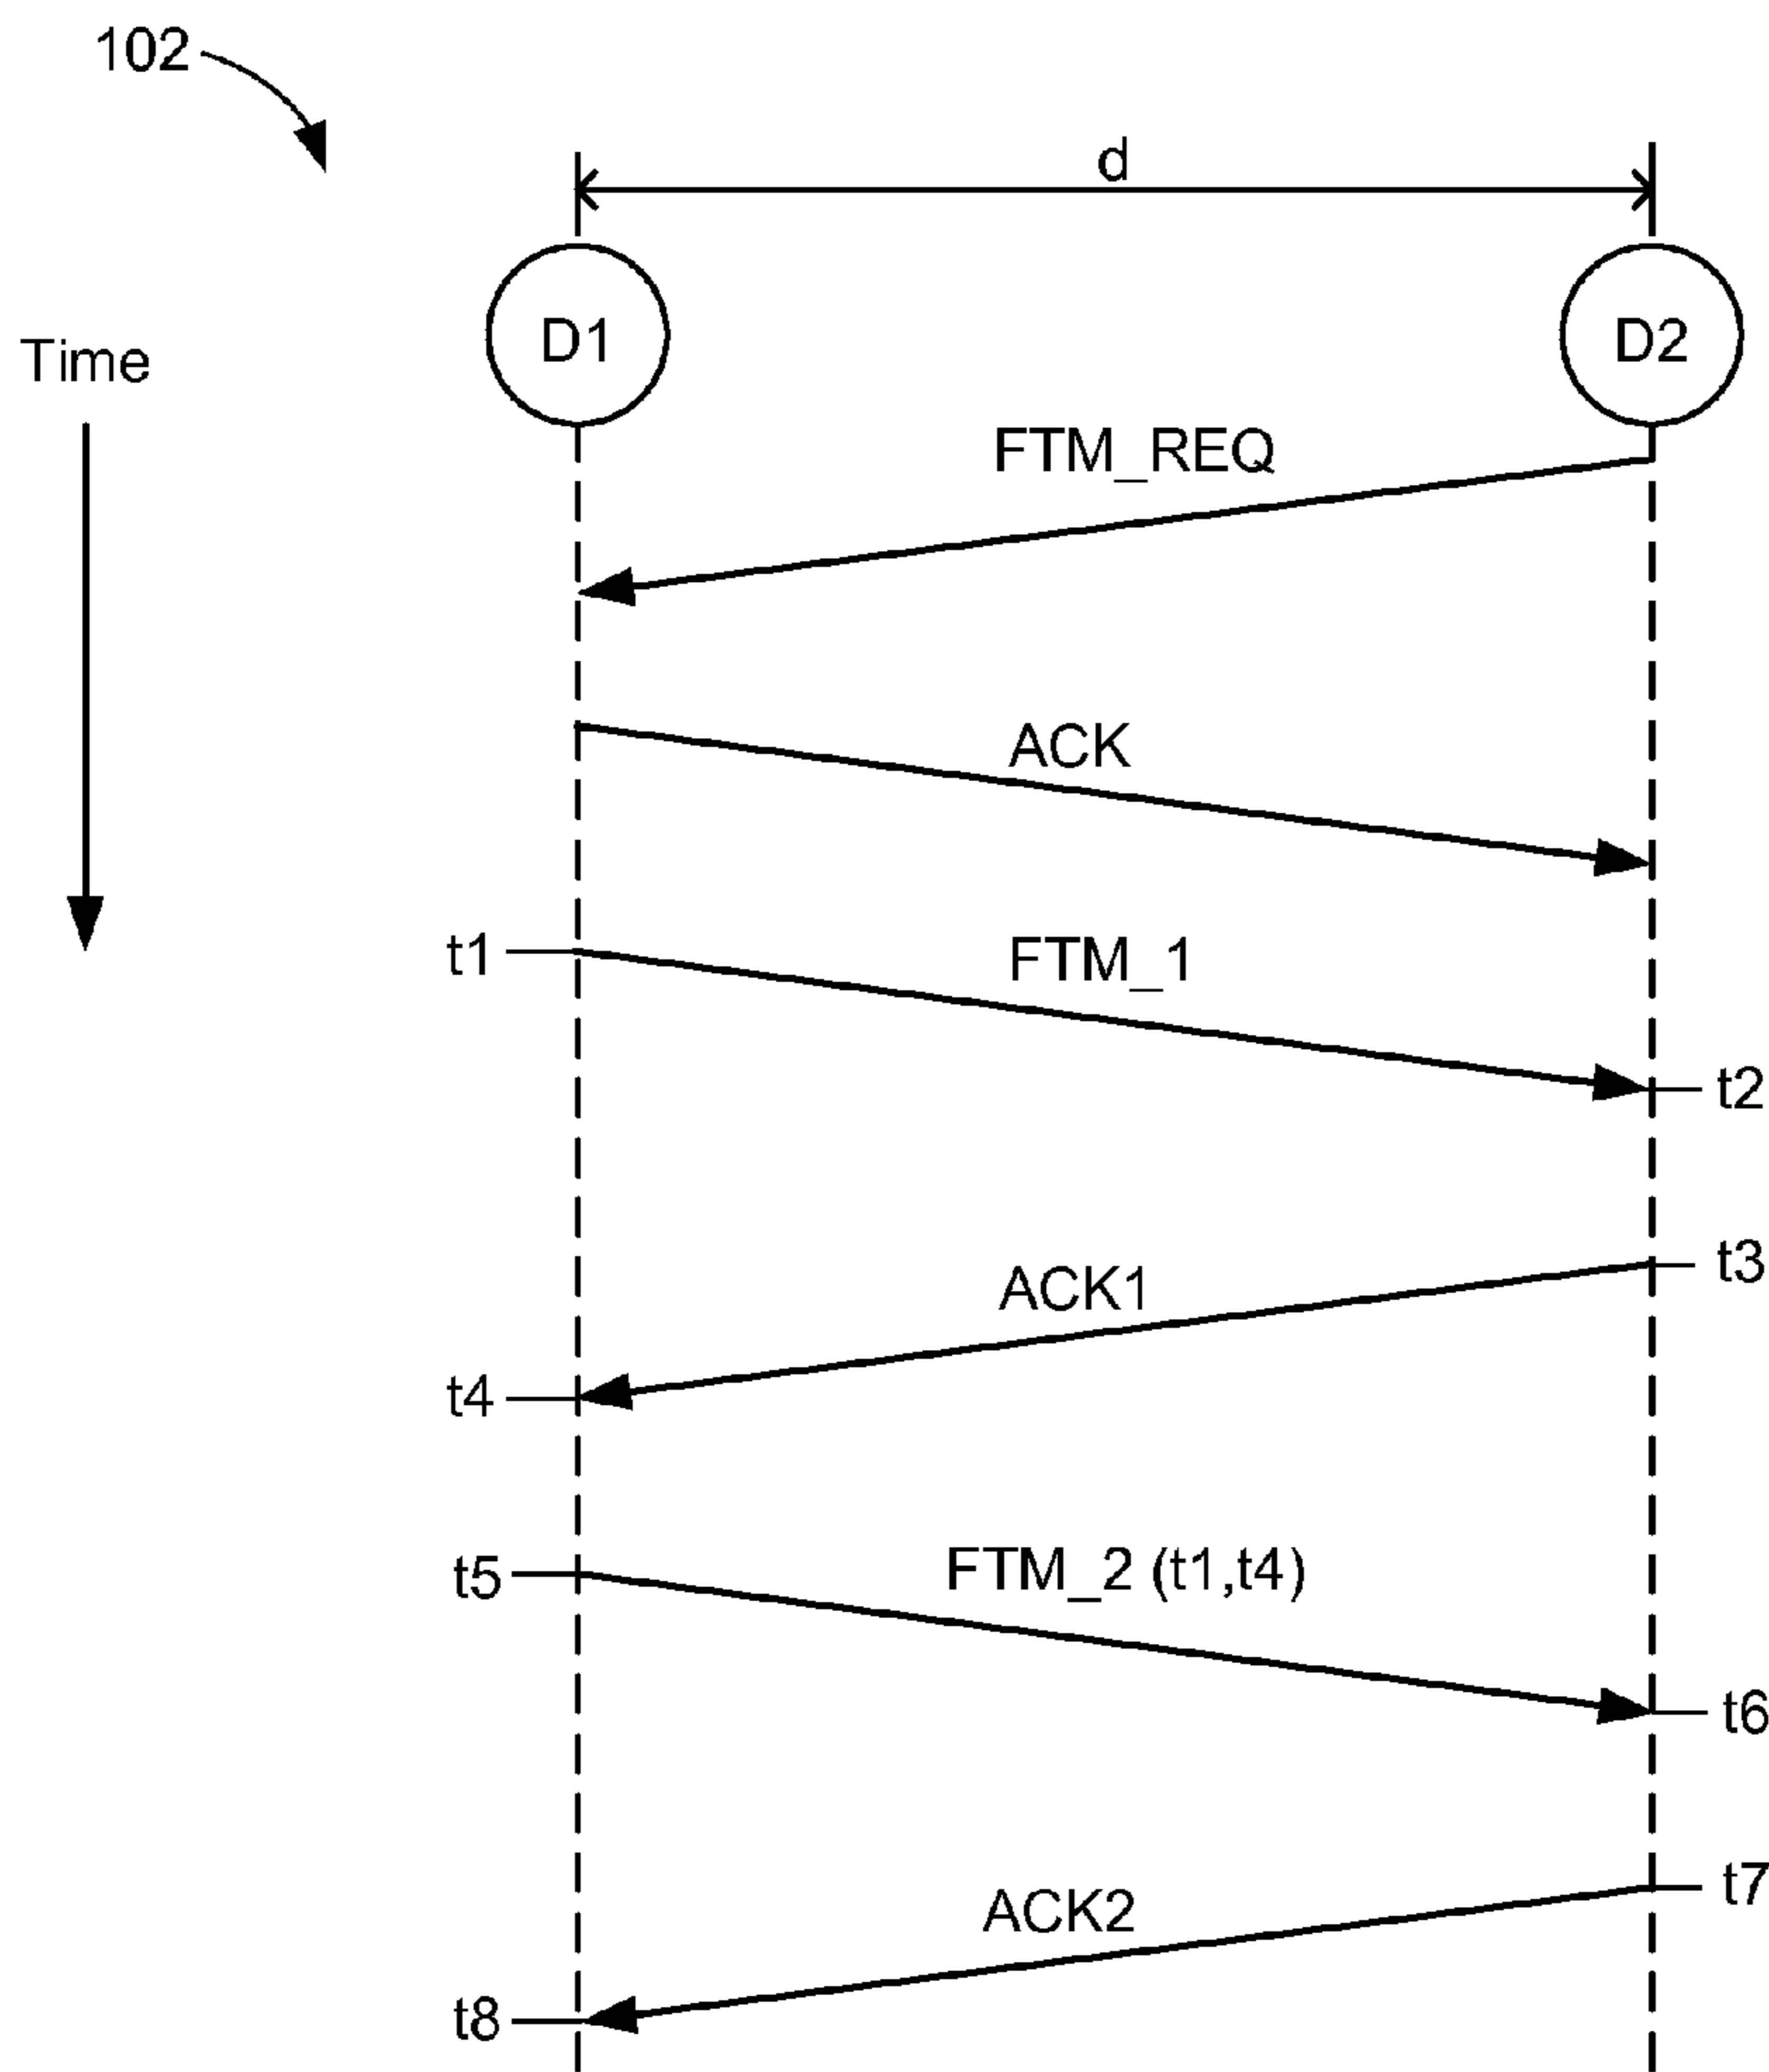 102
d
D1
D2
Time
FTM_REQ
ACK
t1
FTM_1
t2
t3
ACK1
t4
t5
FTM_2 (t1,t4)
t6
t7
ACK2
t8